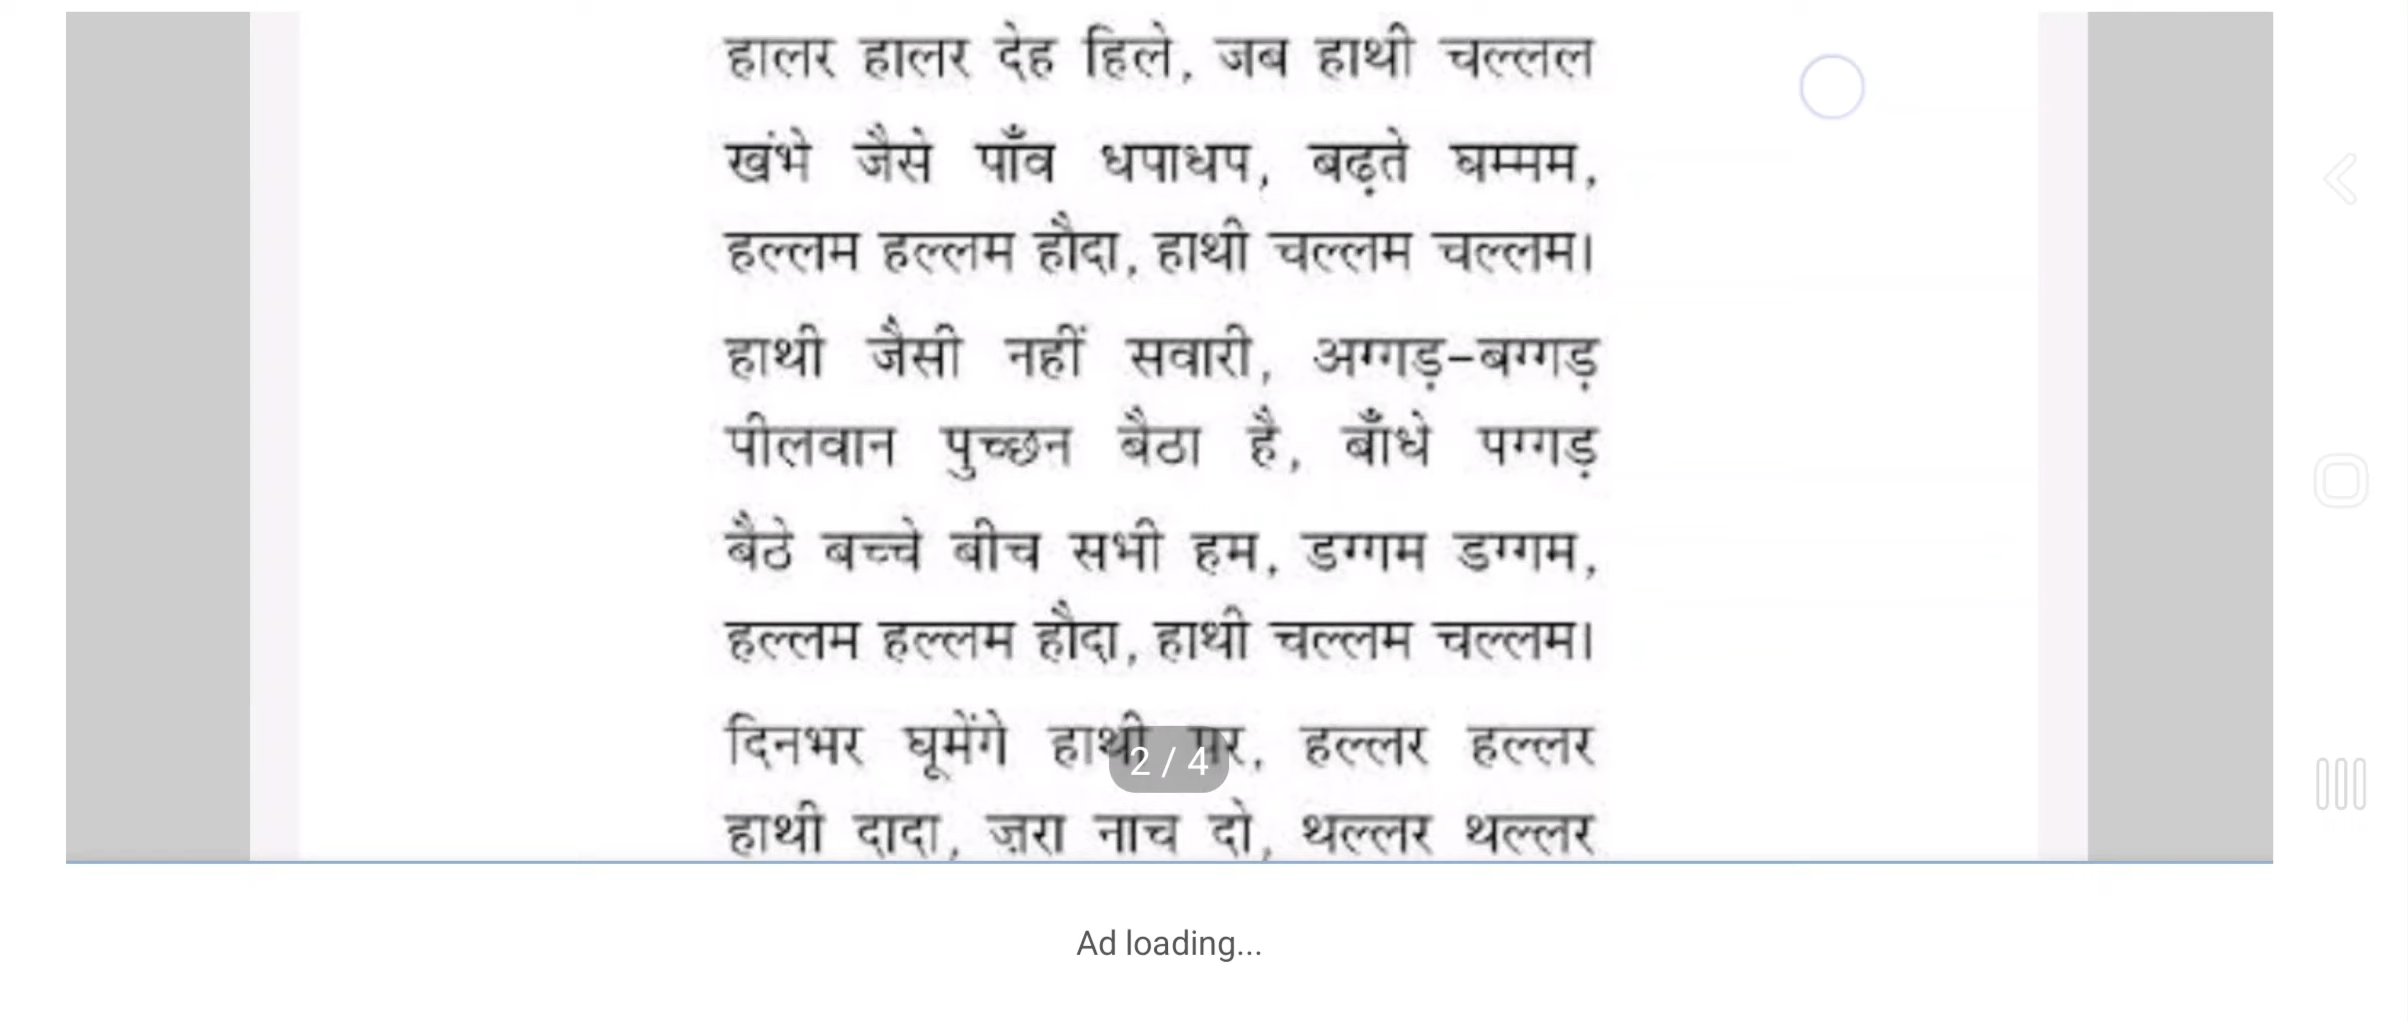 हालर हालर देह हिले, जब हाथी चल्लल
खंभे जैसे पाँव धपाधप, बढ़ते घम्मम,
हल्लम हल्लम हौदा, हाथी चल्लम चल्लम।
हाथी जैसी नहीं सवारी, अग्गड़-बग्गड़
पीलवान पुच्छन बैठा है, बाँधे पग्गड़
बैठे बच्चे बीच सभी हम, डग्गम डग्गम,
हल्लम हल्लम हौदा, हाथी चल्लम चल्लम।
दिनभर घूमेंगे हाथी पर, हल्लर हल्लर
2 / 4
हाथी दादा, ज़रा नाच दो, थल्लर थल्लर
Ad loading...